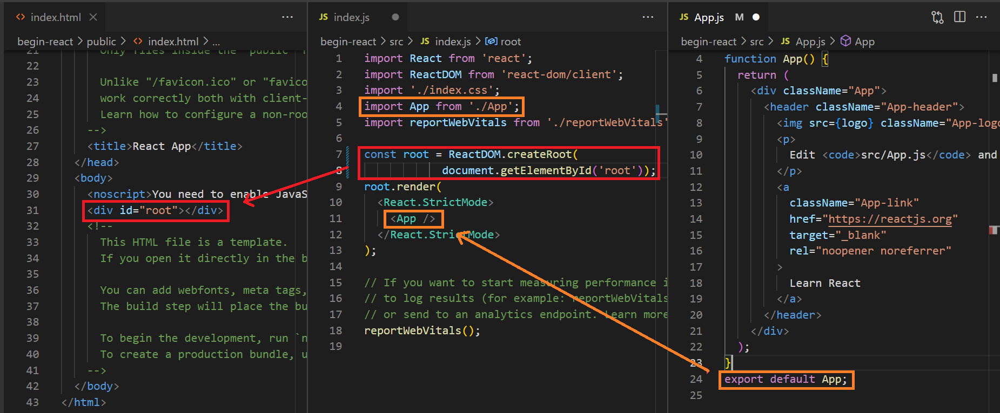 index.html
begin-react > public > index.html > ...
21 Only files inside the `public`
22
23 Unlike "/favicon.ico" or "favico
24 work correctly both with client-
25 Learn how to configure a non-roo
26 -->
27 <title>React App</title>
28 </head>
29 <body>
30 <noscript>You need to enable JavaS
31 <div id="root"></div>
32 <!--
33 This HTML file is a template.
34 If you open it directly in the b
35
36 You can add webfonts, meta tags,
37 The build step will place the bu
38
39 To begin the development, run `n
40 To create a production bundle, u
41 -->
42 </body>
43 </html>
JS index.js
begin-react > src > JS index.js > root
1 import React from 'react';
2 import ReactDOM from 'react-dom/client';
3 import './index.css';
4 import App from './App';
5 import reportWebVitals from './reportWebVitals'
6
7 const root = ReactDOM.createRoot(
8 document.getElementById('root'));
9 root.render(
10 <React.StrictMode>
11 <App />
12 </React.StrictMode>
13 );
14
15 // If you want to start measuring performance i
16 // to log results (for example: reportWebVitals
17 // or send to an analytics endpoint. Learn more
18 reportWebVitals();
19
JS App.js M
begin-react > src > JS App.js > App
4 function App() {
5 return (
6 <div className="App">
7 <header className="App-header">
8 <img src={logo} className="App-logo
9 <p>
10 Edit <code>src/App.js</code> and
11 </p>
12 <a
13 className="App-link"
14 href="https://reactjs.org"
15 target="_blank"
16 rel="noopener noreferrer"
17 >
18 Learn React
19 </a>
20 </header>
21 </div>
22 );
23 }
24 export default App;
25